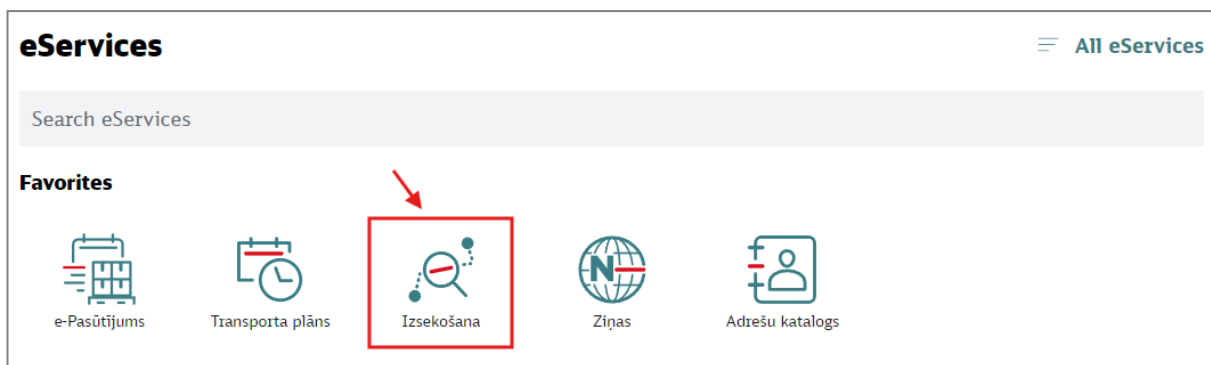 eServices
All eServices
Search eServices
Favorites
N
e-Pasūtījums
Transporta plāns
Izsekošana
Ziņas
Adrešu katalogs